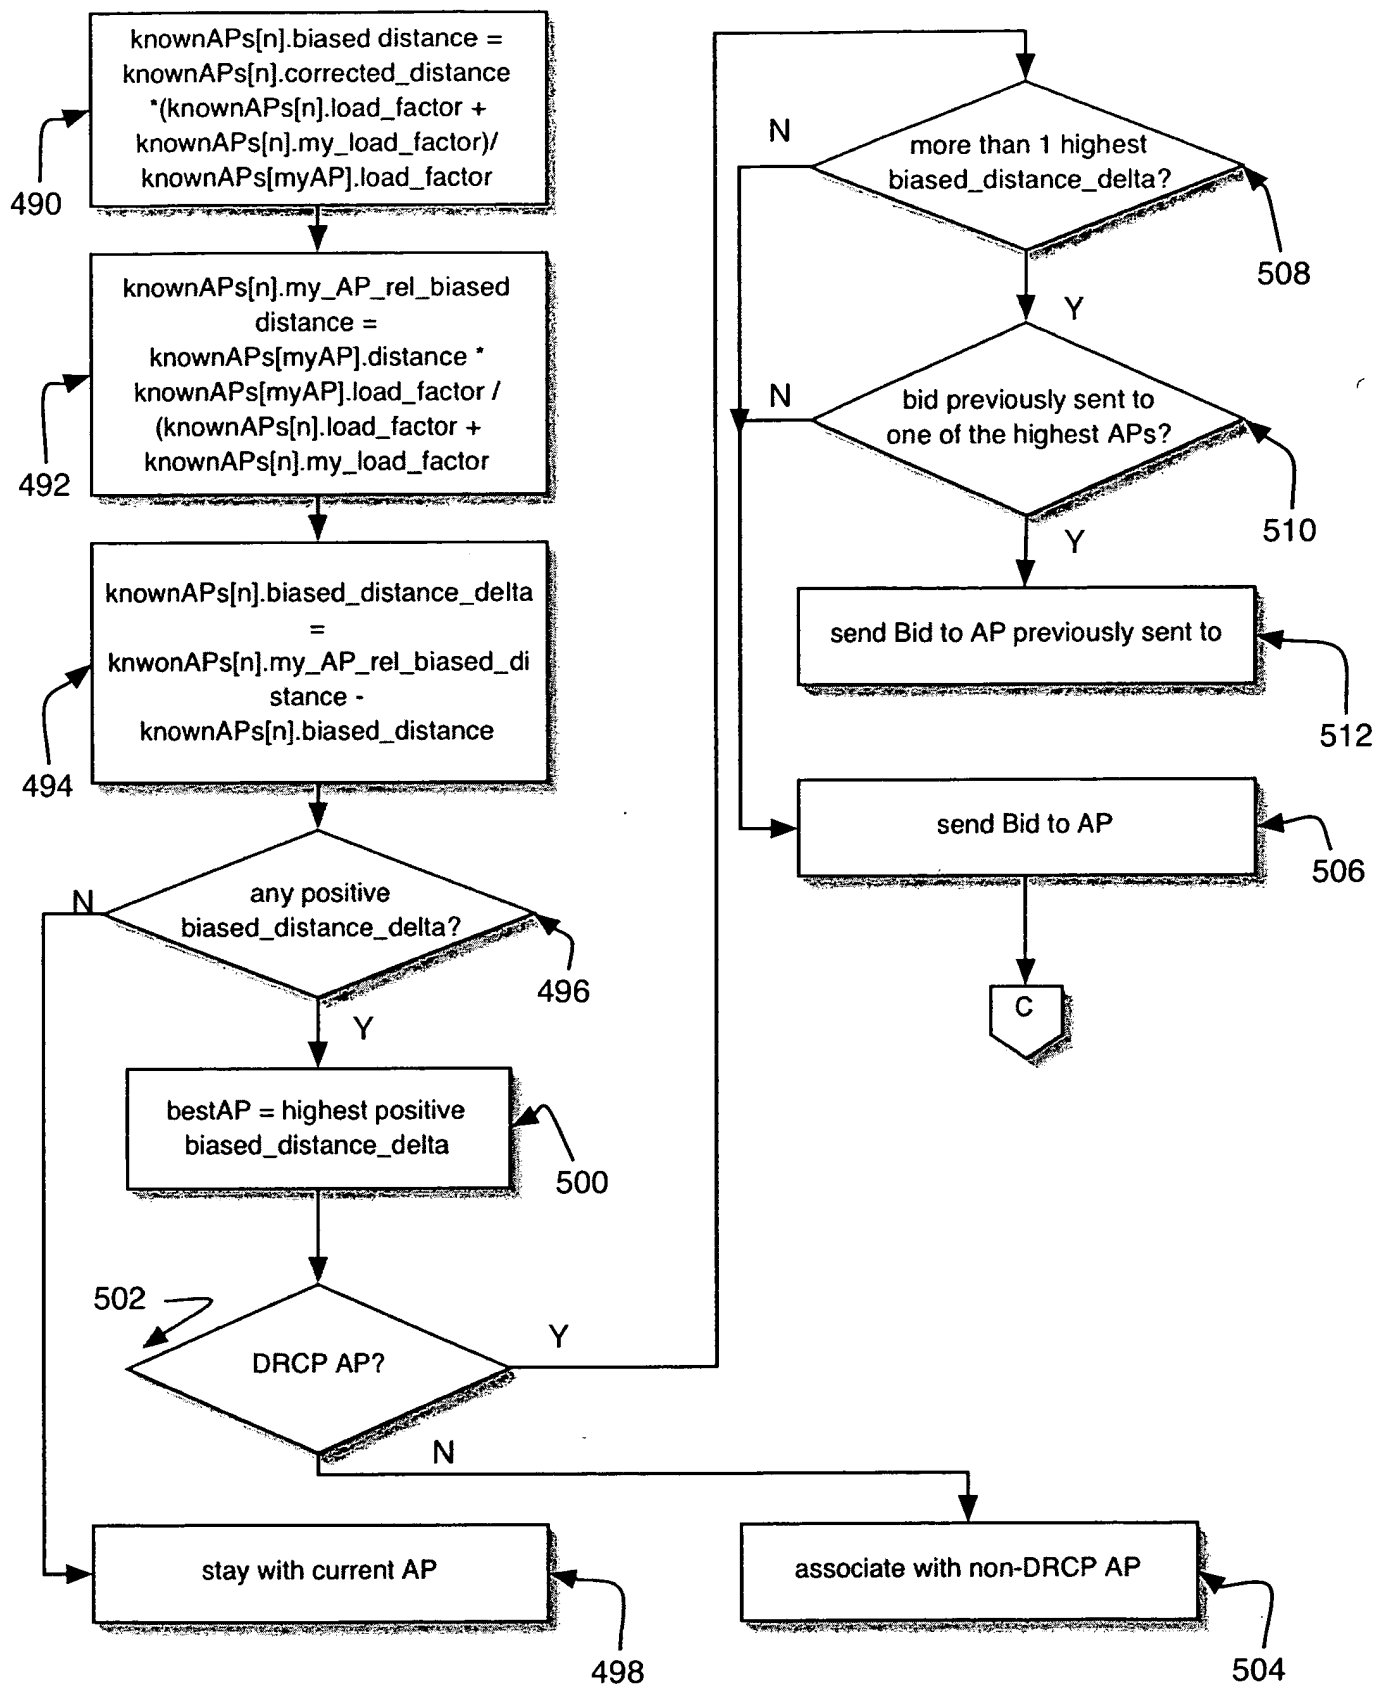 knownAPs[n].biased distance =
knownAPs[n].corrected_distance
*(knownAPs[n].load_factor +
knownAPs[n].my_load_factor)/
knownAPs[myAP].load_factor
490
knownAPs[n].my_AP_rel_biased
distance =
knownAPs[myAP].distance *
knownAPs[myAP].load_factor /
(knownAPs[n].load_factor +
knownAPs[n].my_load_factor
492
knownAPs[n].biased_distance_delta
=
knwonAPs[n].my_AP_rel_biased_di
stance -
knownAPs[n].biased_distance
494
N
any positive
biased_distance_delta?
496
Y
bestAP = highest positive
biased_distance_delta
500
502
DRCP AP?
Y
N
stay with current AP
498
associate with non-DRCP AP
504
N
more than 1 highest
biased_distance_delta?
508
Y
N
bid previously sent to
one of the highest APs?
510
Y
send Bid to AP previously sent to
512
send Bid to AP
506
C